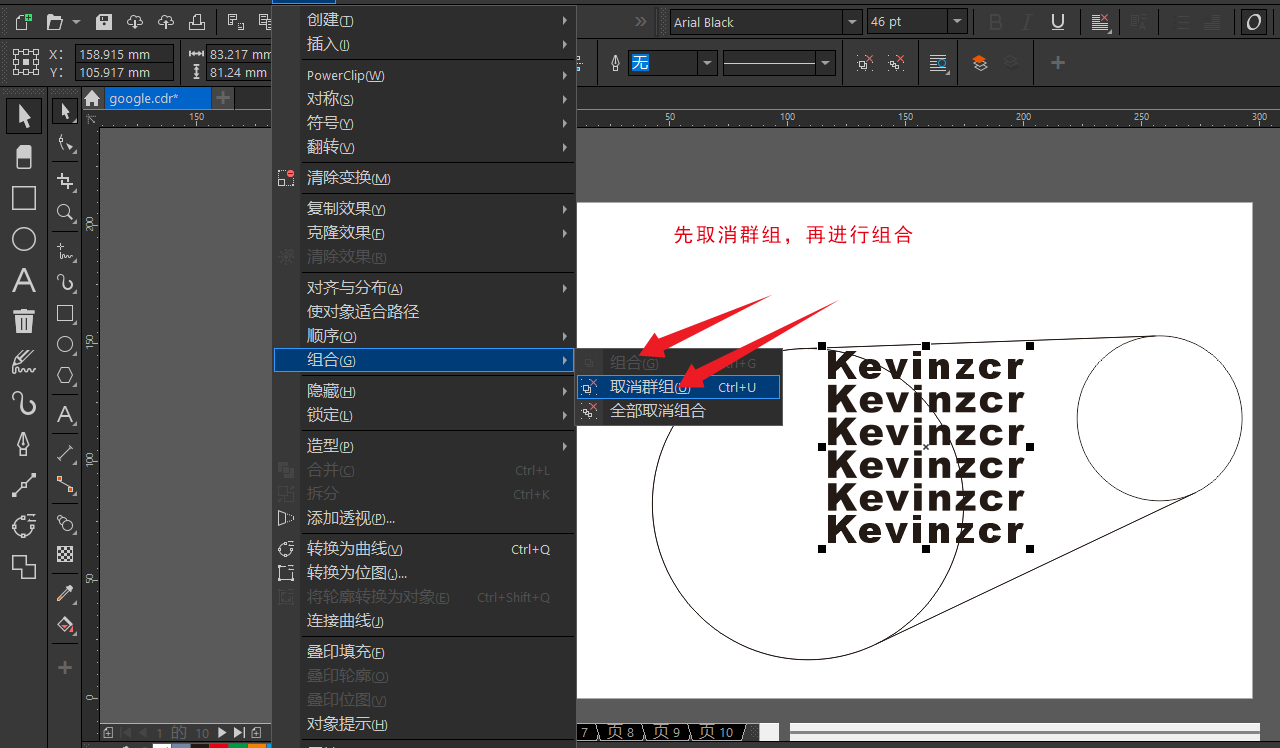 Arial Black
46 pt
X: 158.915 mm
Y: 105.917 mm
83.217 mm
81.24 mm
无
google.cdr*
150
50
100
150
200
250
300
200
150
100
50
0
创建(T)
插入(I)
PowerClip(W)
对称(S)
符号(Y)
翻转(V)
清除变换(M)
复制效果(Y)
克隆效果(F)
清除效果(R)
对齐与分布(A)
使对象适合路径
顺序(O)
组合(G)
隐藏(H)
锁定(L)
造型(P)
合并(C) Ctrl+L
拆分 Ctrl+K
添加透视(P)...
转换为曲线(V) Ctrl+Q
转换为位图(.)...
将轮廓转换为对象(E) Ctrl+Shift+Q
连接曲线(J)
叠印填充(F)
叠印轮廓(O)
叠印位图(V)
对象提示(H)
组合(G)
取消群组 Ctrl+U
全部取消组合
先取消群组，再进行组合
Kevinzcr
Kevinzcr
Kevinzcr
Kevinzcr
Kevinzcr
Kevinzcr
1 的 10
7 页 8 页 9 页 10